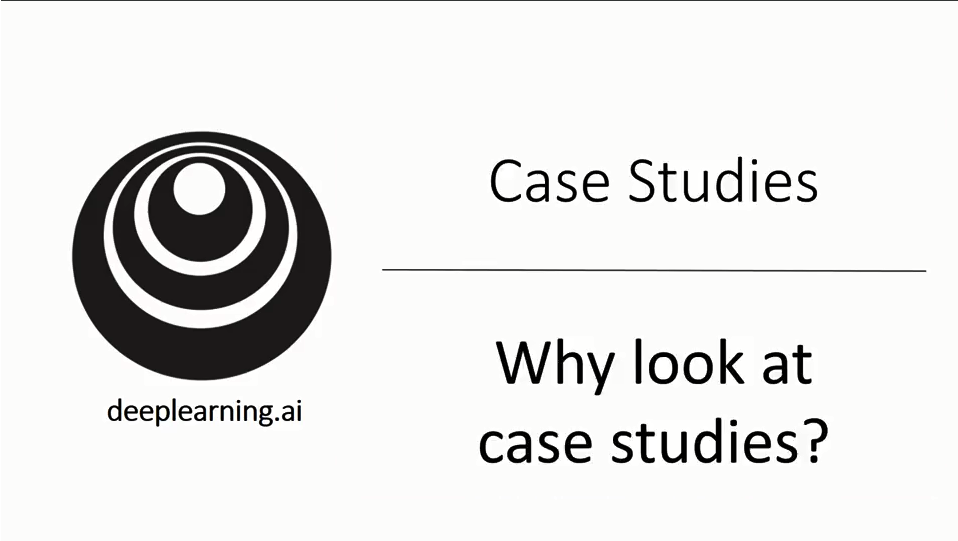 deeplearning.ai
Case Studies
Why look at
case studies?